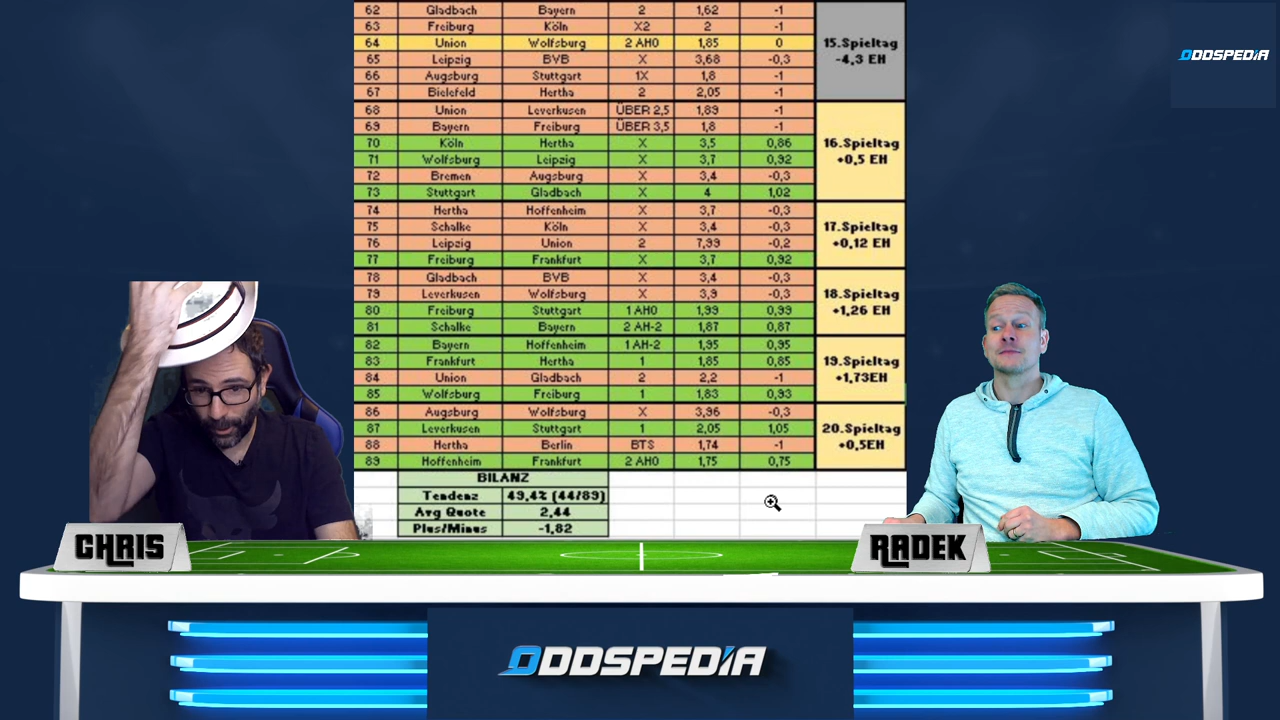 62 Gladbach Bayern 2 1,62 -1
63 Freiburg Köln X2 2 -1
64 Union Wolfsburg 2 AH0 1,85 0
65 Leipzig BVB X 3,68 -0,3
66 Augsburg Stuttgart 1X 1,8 -1
67 Bielefeld Hertha 2 2,05 -1
15.Spieltag
-4,3 EH
68 Union Leverkusen ÜBER 2,5 1,89 -1
69 Bayern Freiburg ÜBER 3,5 1,8 -1
70 Köln Hertha X 3,5 0,86
71 Wolfsburg Leipzig X 3,7 0,92
72 Bremen Augsburg X 3,4 -0,3
73 Stuttgart Gladbach X 4 1,02
16.Spieltag
+0,5 EH
74 Hertha Hoffenheim X 3,7 -0,3
75 Schalke Köln X 3,4 -0,3
76 Leipzig Union 2 7,99 -0,2
77 Freiburg Frankfurt X 3,7 0,92
17.Spieltag
+0,12 EH
78 Gladbach BVB X 3,4 -0,3
79 Leverkusen Wolfsburg X 3,9 -0,3
80 Freiburg Stuttgart 1 AH0 1,99 0,99
81 Schalke Bayern 2 AH-2 1,87 0,87
18.Spieltag
+1,26 EH
82 Bayern Hoffenheim 1 AH-2 1,95 0,95
83 Frankfurt Hertha 1 1,85 0,85
84 Union Gladbach 2 2,2 -1
85 Wolfsburg Freiburg 1 1,83 0,93
19.Spieltag
+1,73EH
86 Augsburg Wolfsburg X 3,96 -0,3
87 Leverkusen Stuttgart 1 2,05 1,05
88 Hertha Berlin BTS 1,74 -1
89 Hoffenheim Frankfurt 2 AH0 1,75 0,75
20.Spieltag
+0,5EH
BILANZ
Tendenz 49,4% (44/89)
Avg Quote 2,44
Plus/Minus -1,82
ODDSPEDIA
CHRIS
RADEK
ODDSPEDIA